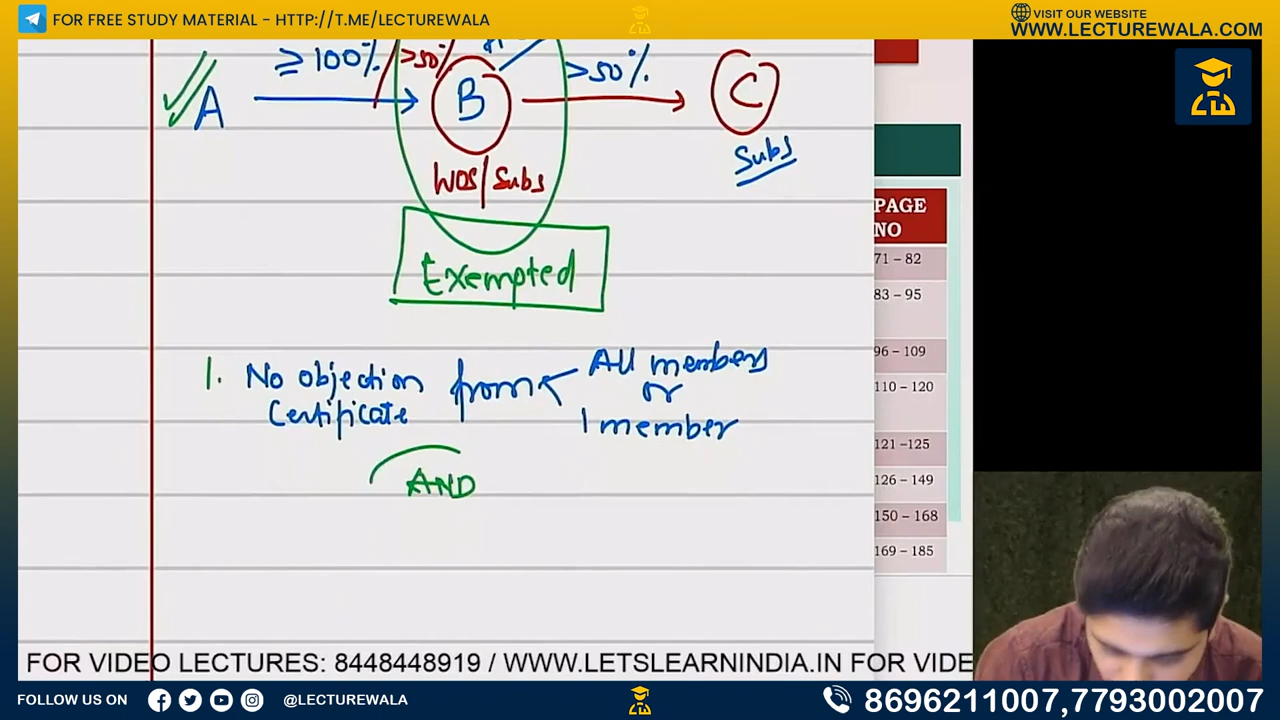 FOR FREE STUDY MATERIAL - HTTP://T.ME/LECTUREWALA
VISIT OUR WEBSITE
WWW.LECTUREWALA.COM
≥ 100% >50% >50%
A B C
WOS/Subs Subs
Exempted
1. No objection Certificate from All members or 1 member
AND
PAGE NO
71 – 82
83 – 95
96 – 109
110 – 120
121 –125
126 – 149
150 – 168
169 – 185
FOR VIDEO LECTURES: 8448448919 / WWW.LETSLEARNINDIA.IN FOR VIDE
FOLLOW US ON @LECTUREWALA 8696211007,7793002007